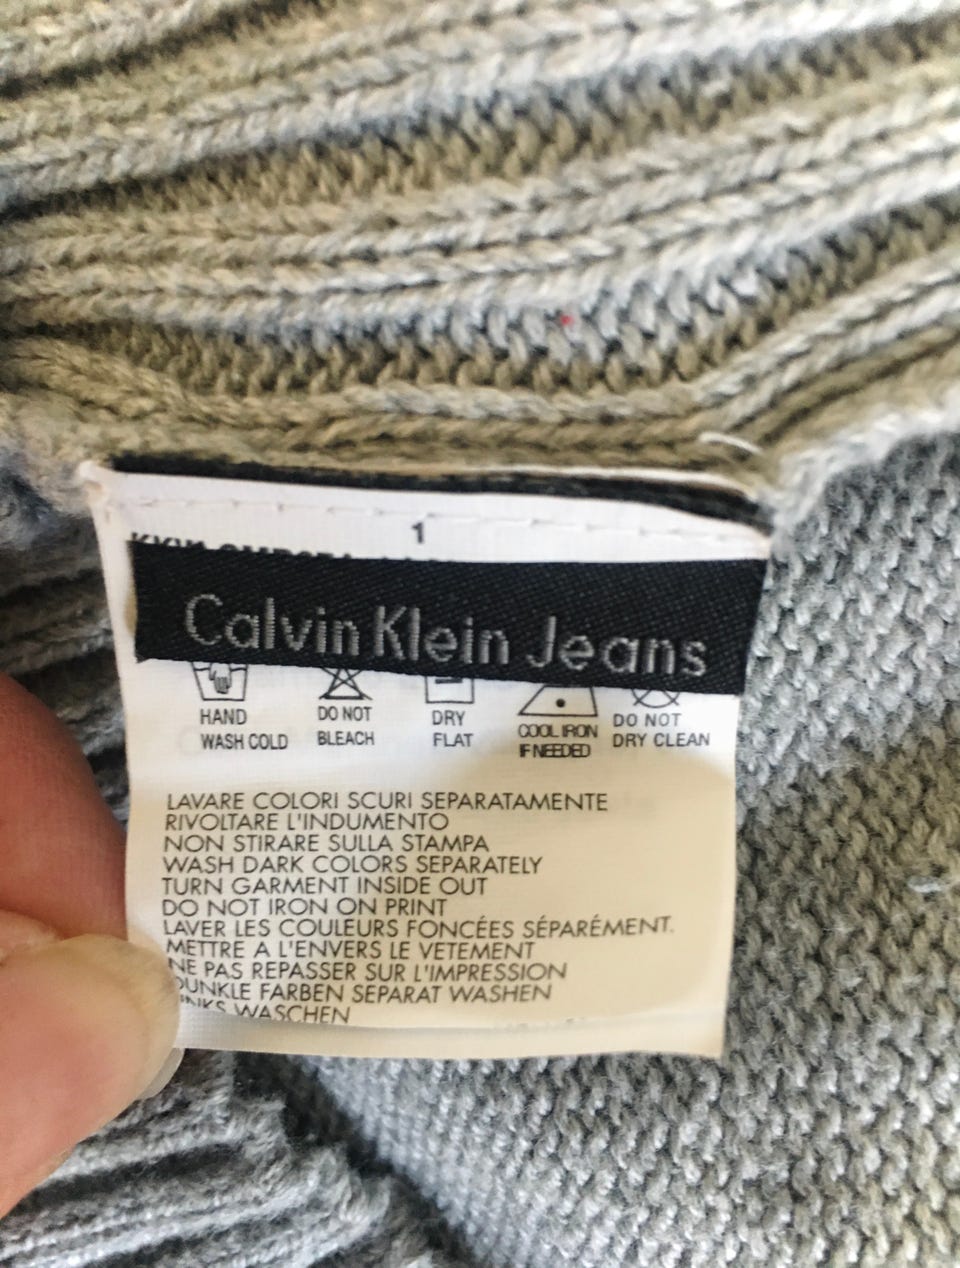 1
Calvin Klein Jeans
HAND
WASH COLD
DO NOT
BLEACH
DRY
FLAT
COOL IRON
IF NEEDED
DO NOT
DRY CLEAN
LAVARE COLORI SCURI SEPARATAMENTE
RIVOLTARE L'INDUMENTO
NON STIRARE SULLA STAMPA
WASH DARK COLORS SEPARATELY
TURN GARMENT INSIDE OUT
DO NOT IRON ON PRINT
LAVER LES COULEURS FONCÉES SÉPARÉMENT.
METTRE A L'ENVERS LE VETEMENT
NE PAS REPASSER SUR L'IMPRESSION
DUNKLE FARBEN SEPARAT WASHEN
WASCHEN